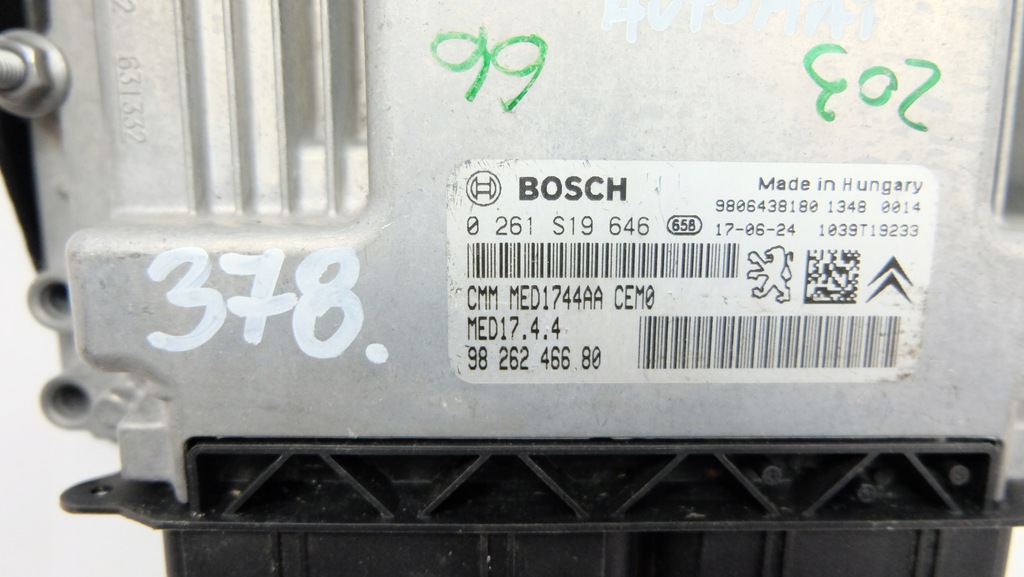 AUTOMAT
99
203
631332
BOSCH
Made in Hungary
9806438180 1348 0014
0 261 S19 646 658 17-06-24 1039T19233
CMM MED1744AA CEM0
MED17.4.4
98 262 466 80
378.